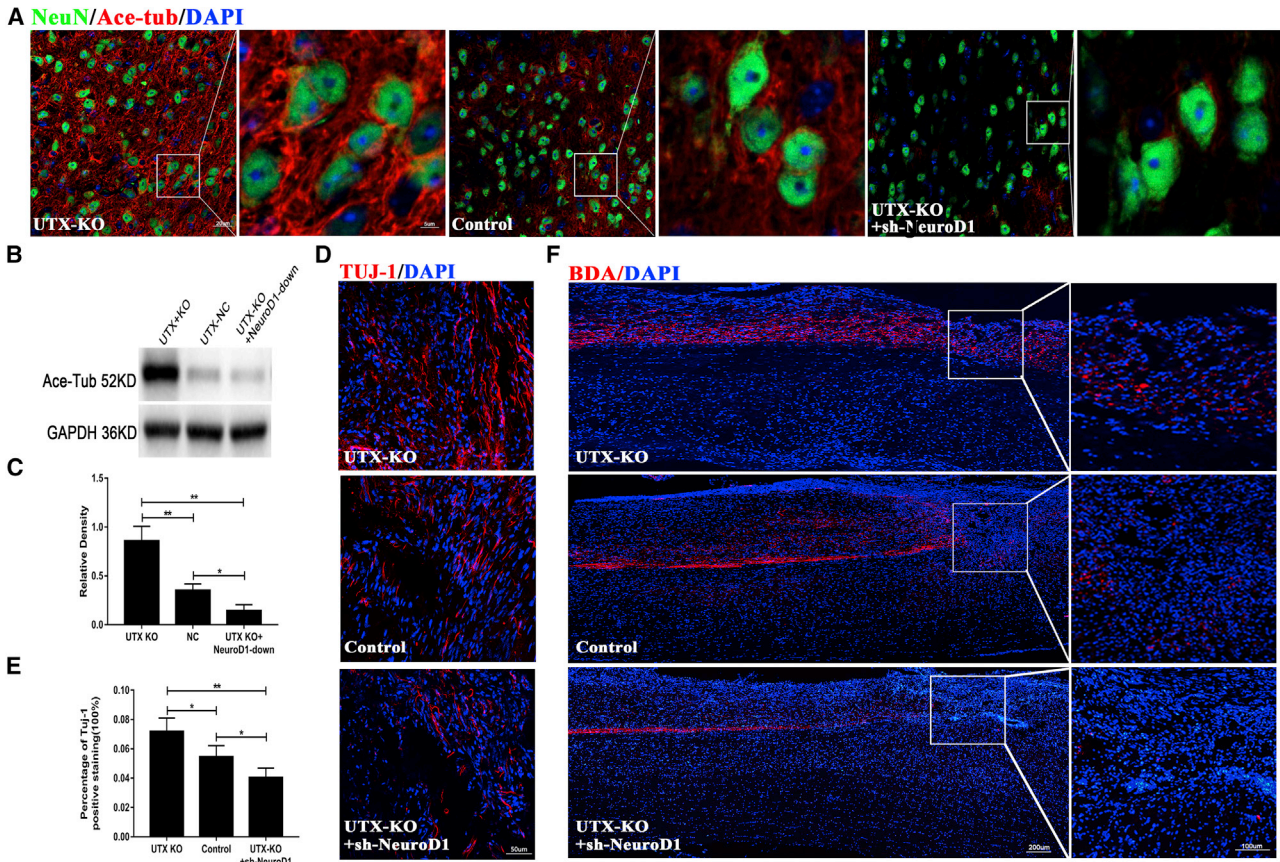 A NeuN/Ace-tub/DAPI
UTX-KO
20um
5um
Control
UTX-KO
+sh-NeuroD1
B
UTX+KO
UTX-NC
UTX-KO
+NeuroD1-down
Ace-Tub 52KD
GAPDH 36KD
C
Relative Density
1.5
1.0
0.5
0.0
**
**
*
UTX KO
NC
UTX KO+
NeuroD1-down
E
Percentage of Tuj-1
positive staining(100%)
0.10
0.08
0.06
0.04
0.02
0.00
**
*
*
UTX KO
Control
UTX-KO
+sh-NeuroD1
D
TUJ-1/DAPI
UTX-KO
Control
UTX-KO
+sh-NeuroD1
50um
F
BDA/DAPI
UTX-KO
Control
UTX-KO
+sh-NeuroD1
200um
100um